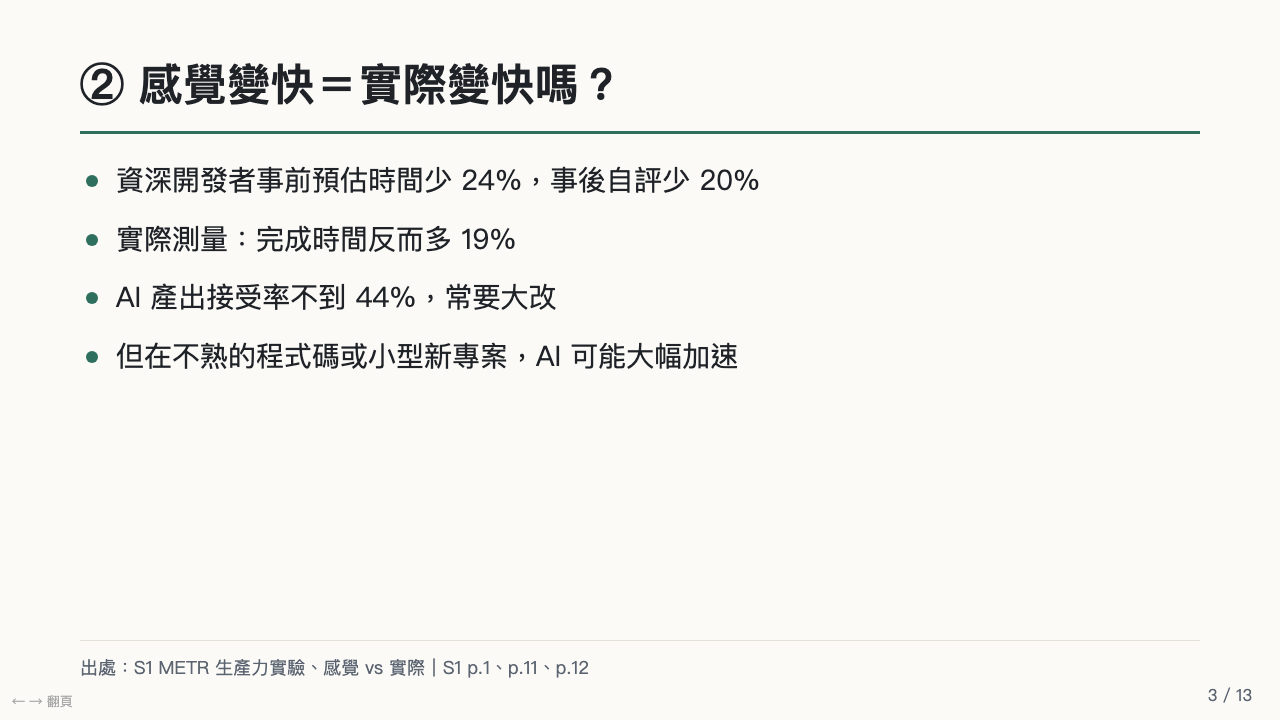 ② 感覺變快＝實際變快嗎？
● 資深開發者事前預估時間少 24%，事後自評少 20%
● 實際測量：完成時間反而多 19%
● AI 產出接受率不到 44%，常要大改
● 但在不熟的程式碼或小型新專案，AI 可能大幅加速
出處：S1 METR 生產力實驗、感覺 vs 實際｜S1 p.1、p.11、p.12
← → 翻頁
3 / 13